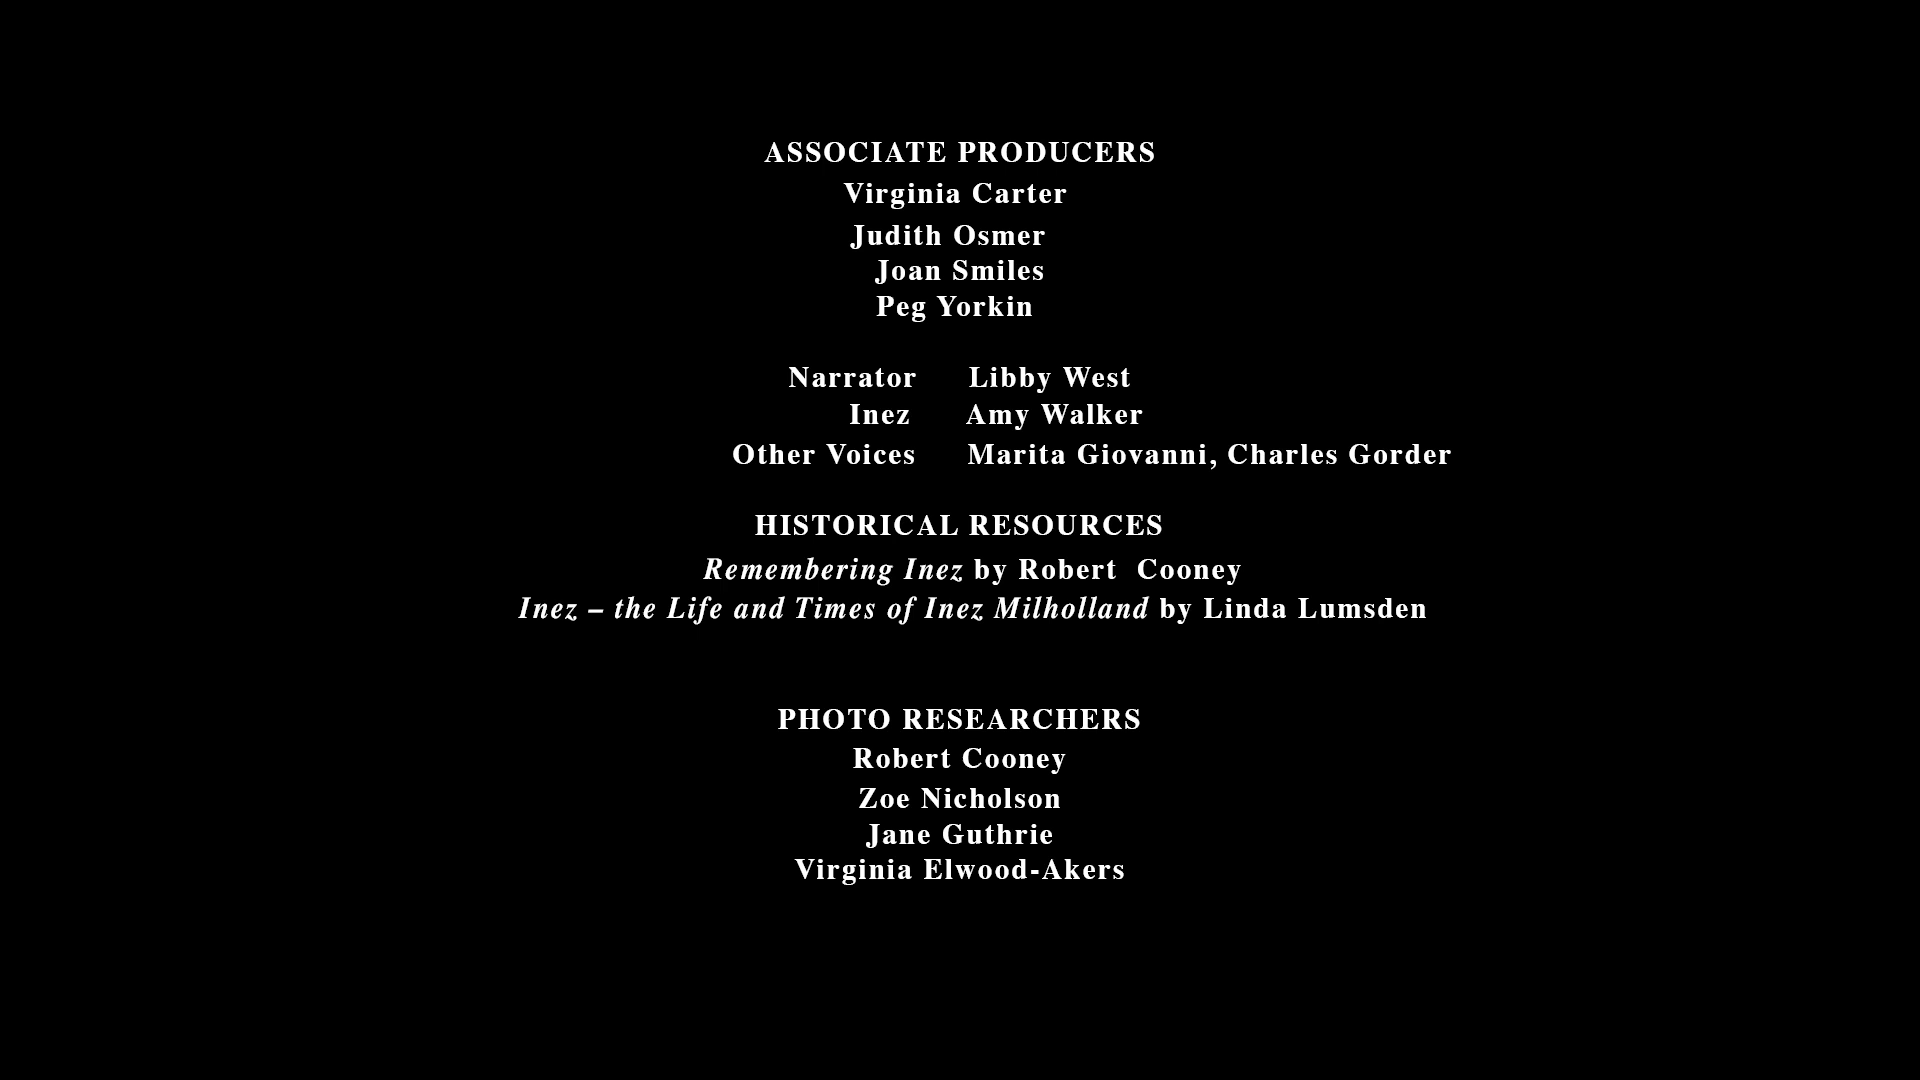 ASSOCIATE PRODUCERS
Virginia Carter
Judith Osmer
Joan Smiles
Peg Yorkin
Narrator Libby West
Inez Amy Walker
Other Voices Marita Giovanni, Charles Gorder
HISTORICAL RESOURCES
Remembering Inez by Robert Cooney
Inez – the Life and Times of Inez Milholland by Linda Lumsden
PHOTO RESEARCHERS
Robert Cooney
Zoe Nicholson
Jane Guthrie
Virginia Elwood-Akers